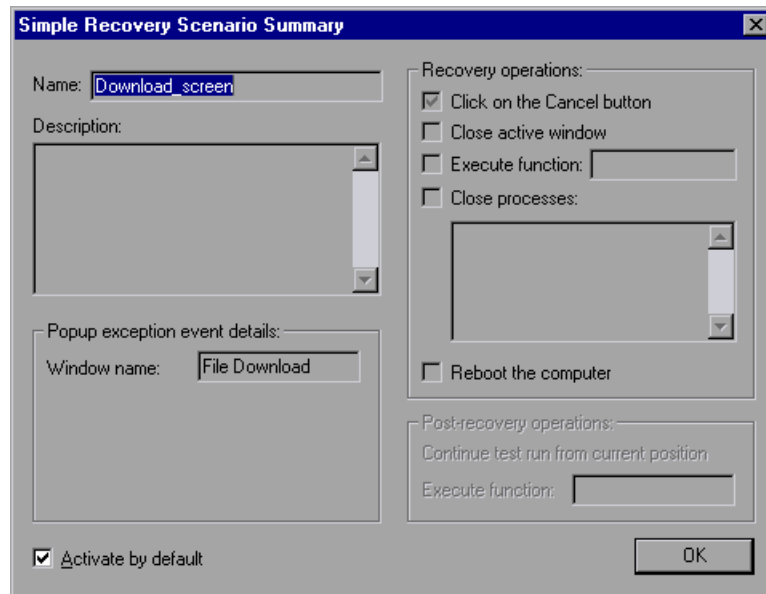 Simple Recovery Scenario Summary
Name: Download_screen
Description:
Popup exception event details:
Window name: File Download
Activate by default
Recovery operations:
Click on the Cancel button
Close active window
Execute function:
Close processes:
Reboot the computer
Post-recovery operations:
Continue test run from current position
Execute function:
OK